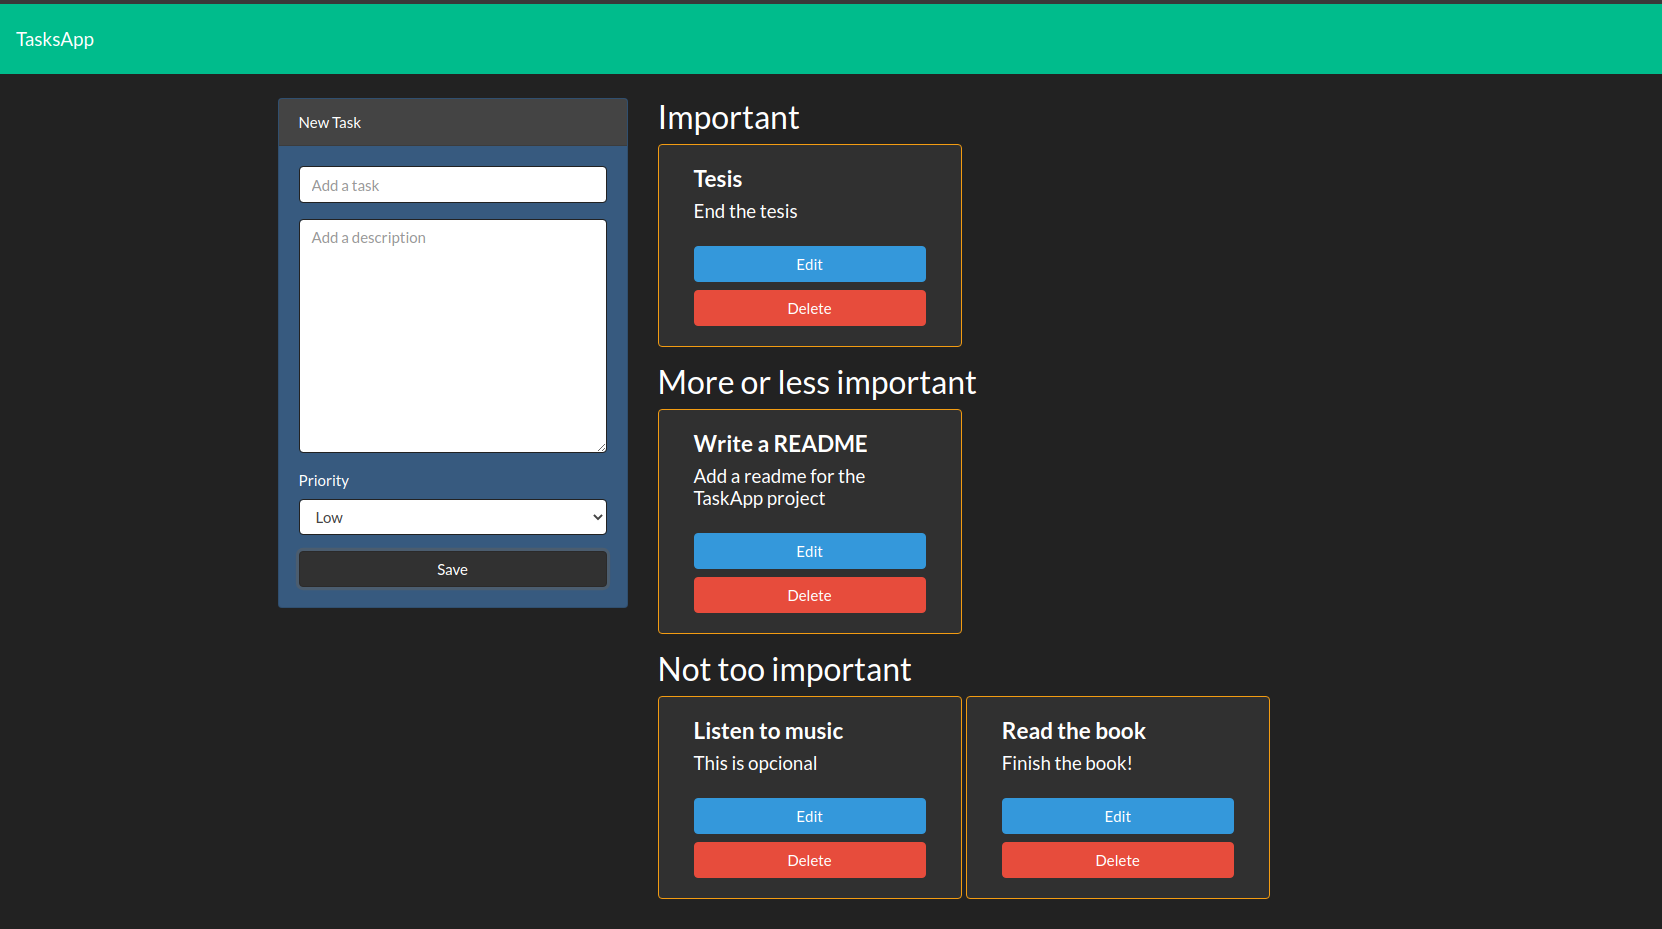 TasksApp
New Task
Add a task
Add a description
Priority
Low
Save
Important
Tesis
End the tesis
Edit
Delete
More or less important
Write a README
Add a readme for the
TaskApp project
Edit
Delete
Not too important
Listen to music
This is opcional
Edit
Delete
Read the book
Finish the book!
Edit
Delete